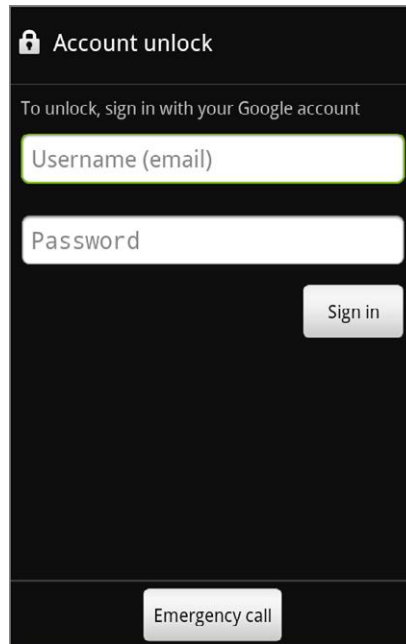 Account unlock
To unlock, sign in with your Google account
Username (email)
Password
Sign in
Emergency call